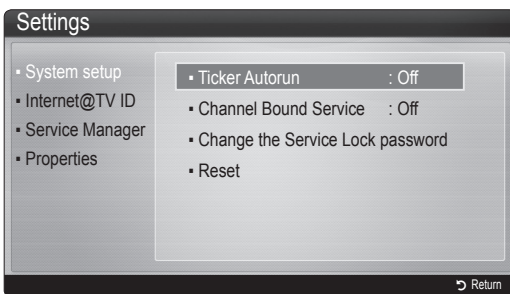 Settings
▪ System setup
▪ Internet@TV ID
▪ Service Manager
▪ Properties
▪ Ticker Autorun : Off
▪ Channel Bound Service : Off
▪ Change the Service Lock password
▪ Reset
Return